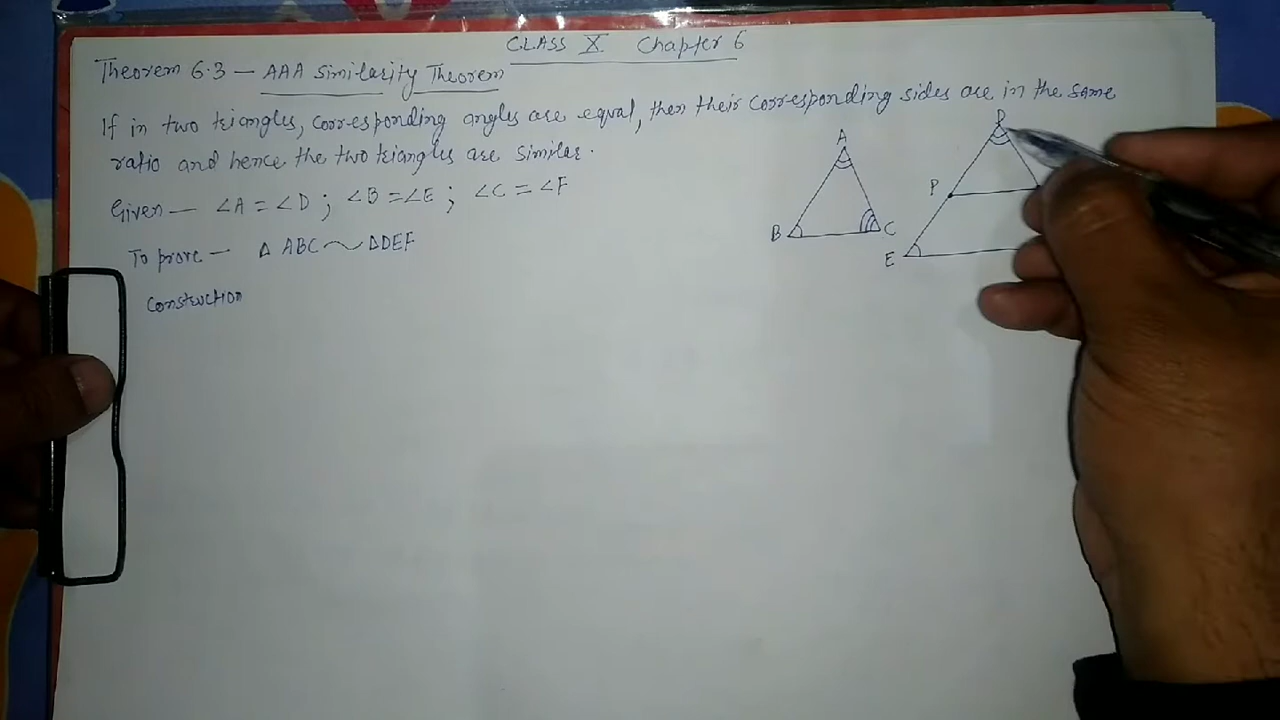 CLASS X Chapter 6
Theorem 6.3 — AAA Similarity Theorem
If in two triangles, corresponding angles are equal, then their corresponding sides are in the same
ratio and hence the two triangles are similar.
Given — ∠A = ∠D ; ∠B = ∠E ; ∠C = ∠F
To prove — Δ ABC ~ ΔDEF
Construction
A
B
C
D
P
E